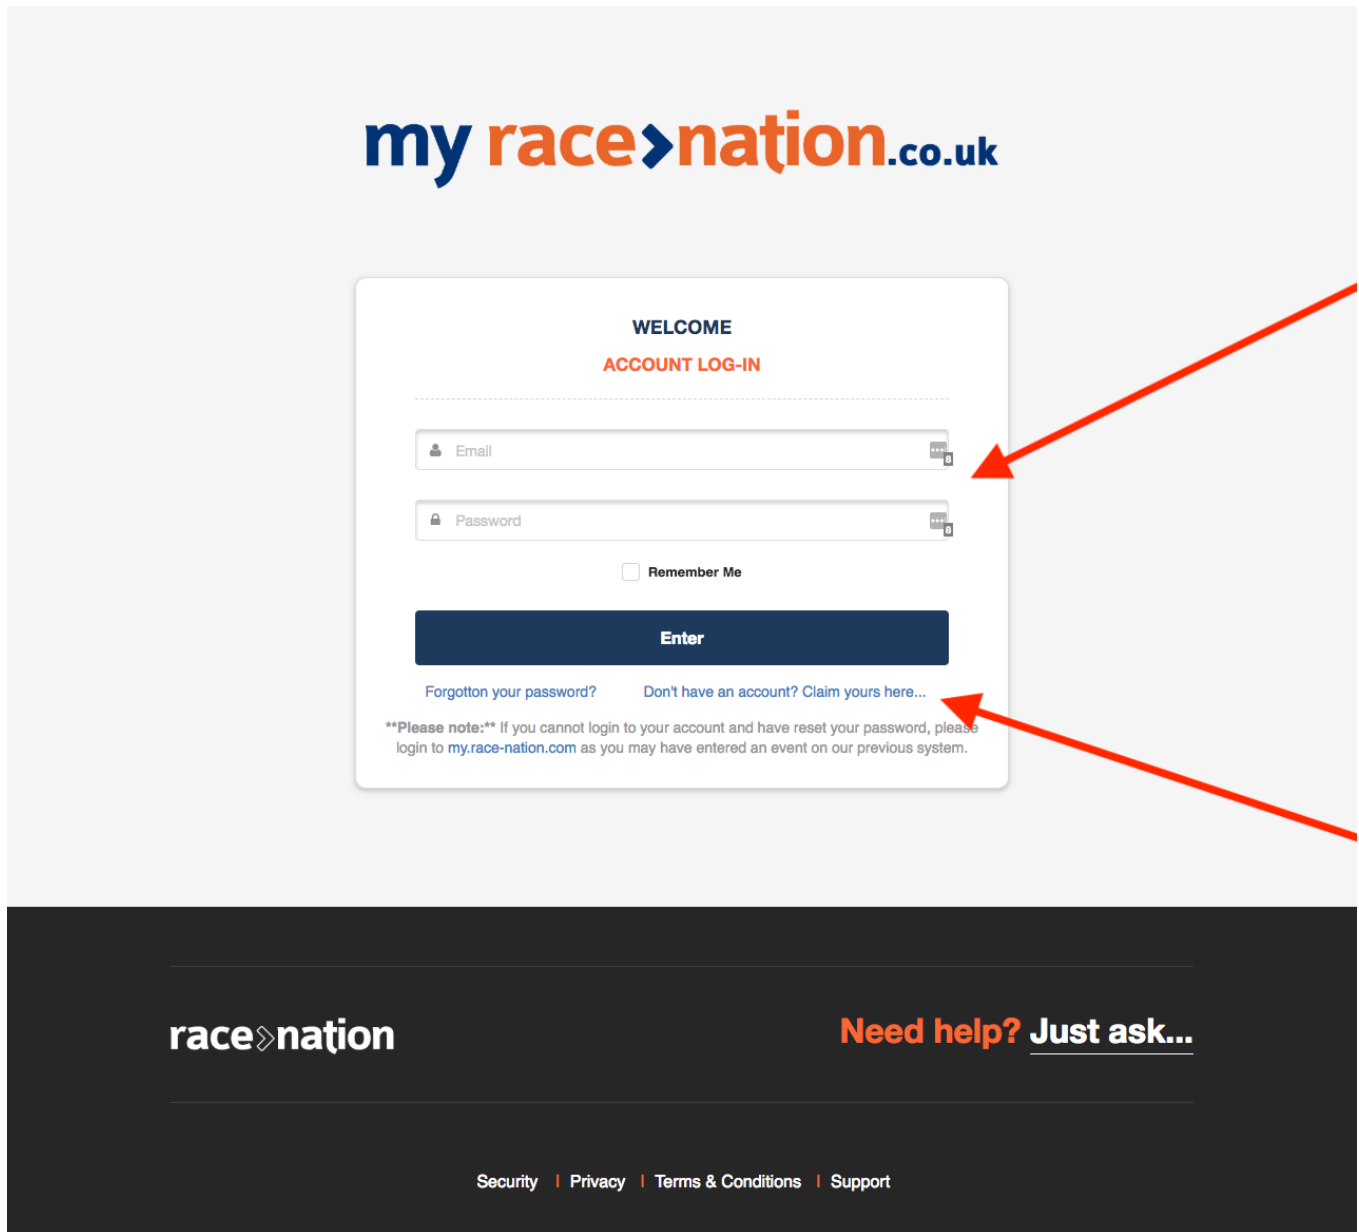 my race>nation.co.uk
WELCOME
ACCOUNT LOG-IN
Email
8
Password
8
Remember Me
Enter
Forgotton your password? Don't have an account? Claim yours here...
**Please note:** If you cannot login to your account and have reset your password, please
login to my.race-nation.com as you may have entered an event on our previous system.
race>nation
Need help? Just ask...
Security | Privacy | Terms & Conditions | Support